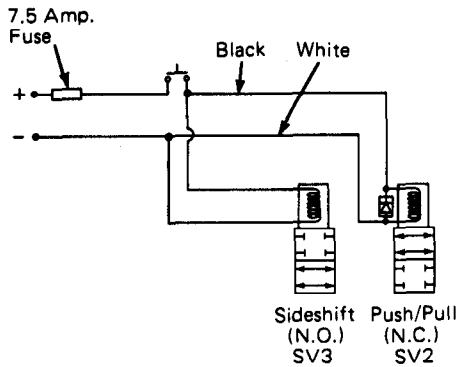 7.5 Amp.
Fuse
Black White
+
-
Sideshift Push/Pull
(N.O.) (N.C.)
SV3 SV2